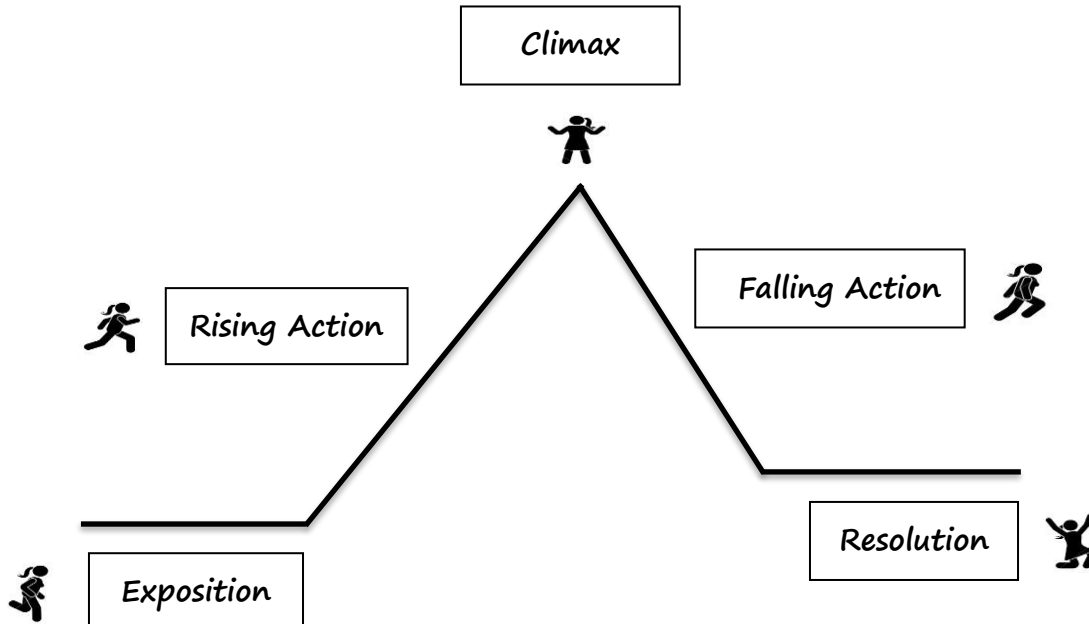 Climax
Rising Action
Falling Action
Exposition
Resolution